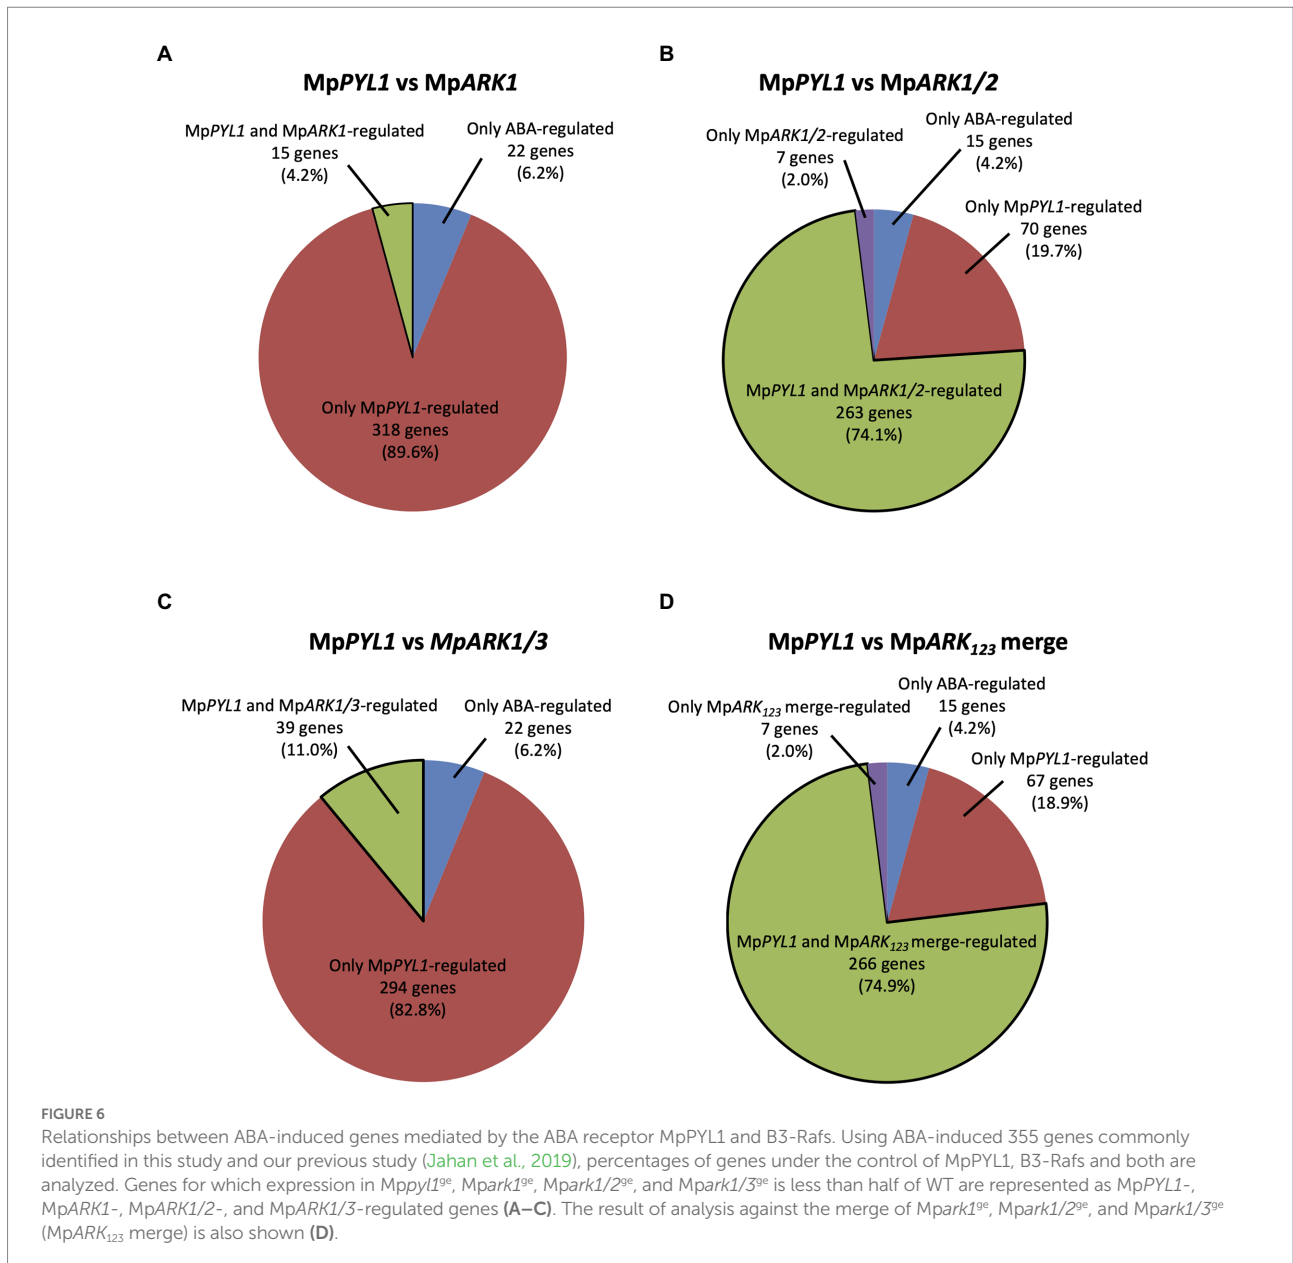 A
MpPYL1 vs MpARK1
MpPYL1 and MpARK1-regulated
15 genes
(4.2%)
Only ABA-regulated
22 genes
(6.2%)
Only MpPYL1-regulated
318 genes
(89.6%)
B
MpPYL1 vs MpARK1/2
Only MpARK1/2-regulated
7 genes
(2.0%)
Only ABA-regulated
15 genes
(4.2%)
Only MpPYL1-regulated
70 genes
(19.7%)
MpPYL1 and MpARK1/2-regulated
263 genes
(74.1%)
C
MpPYL1 vs MpARK1/3
MpPYL1 and MpARK1/3-regulated
39 genes
(11.0%)
Only ABA-regulated
22 genes
(6.2%)
Only MpPYL1-regulated
294 genes
(82.8%)
D
MpPYL1 vs MpARK₁₂₃ merge
Only MpARK₁₂₃ merge-regulated
7 genes
(2.0%)
Only ABA-regulated
15 genes
(4.2%)
Only MpPYL1-regulated
67 genes
(18.9%)
MpPYL1 and MpARK₁₂₃ merge-regulated
266 genes
(74.9%)
FIGURE 6
Relationships between ABA-induced genes mediated by the ABA receptor MpPYL1 and B3-Rafs. Using ABA-induced 355 genes commonly
identified in this study and our previous study (Jahan et al., 2019), percentages of genes under the control of MpPYL1, B3-Rafs and both are
analyzed. Genes for which expression in Mppyl1ᵍᵉ, Mpark1ᵍᵉ, Mpark1/2ᵍᵉ, and Mpark1/3ᵍᵉ is less than half of WT are represented as MpPYL1-,
MpARK1-, MpARK1/2-, and MpARK1/3-regulated genes (A–C). The result of analysis against the merge of Mpark1ᵍᵉ, Mpark1/2ᵍᵉ, and Mpark1/3ᵍᵉ
(MpARK₁₂₃ merge) is also shown (D).